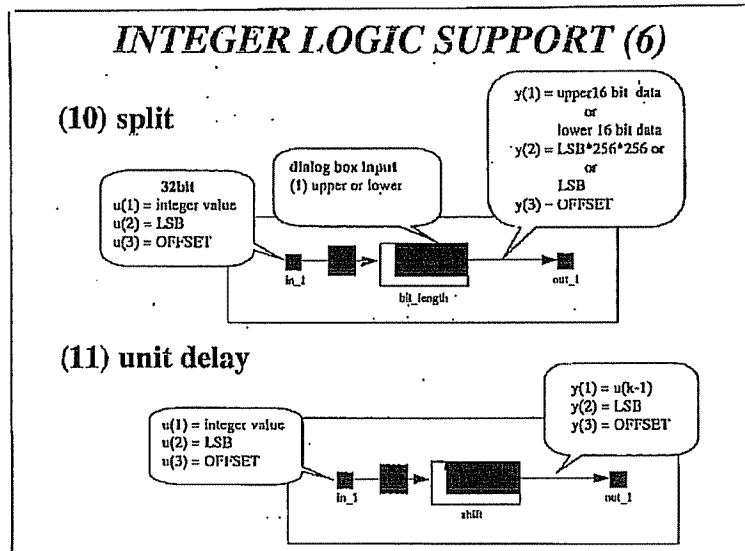 INTEGER LOGIC SUPPORT (6)
(10) split
32bit
u(1) = integer value
u(2) = LSB
u(3) = OFFSET
dialog box input
(1) upper or lower
y(1) = upper16 bit data
or
lower 16 bit data
y(2) = LSB*256*256 or
or
LSB
y(3) - OFFSET
in_1
bit_length
out_1
(11) unit delay
u(1) = integer value
u(2) = LSB
u(3) = OFFSET
y(1) = u(k-1)
y(2) = LSB
y(3) = OFFSET
in_1
shift
out_1